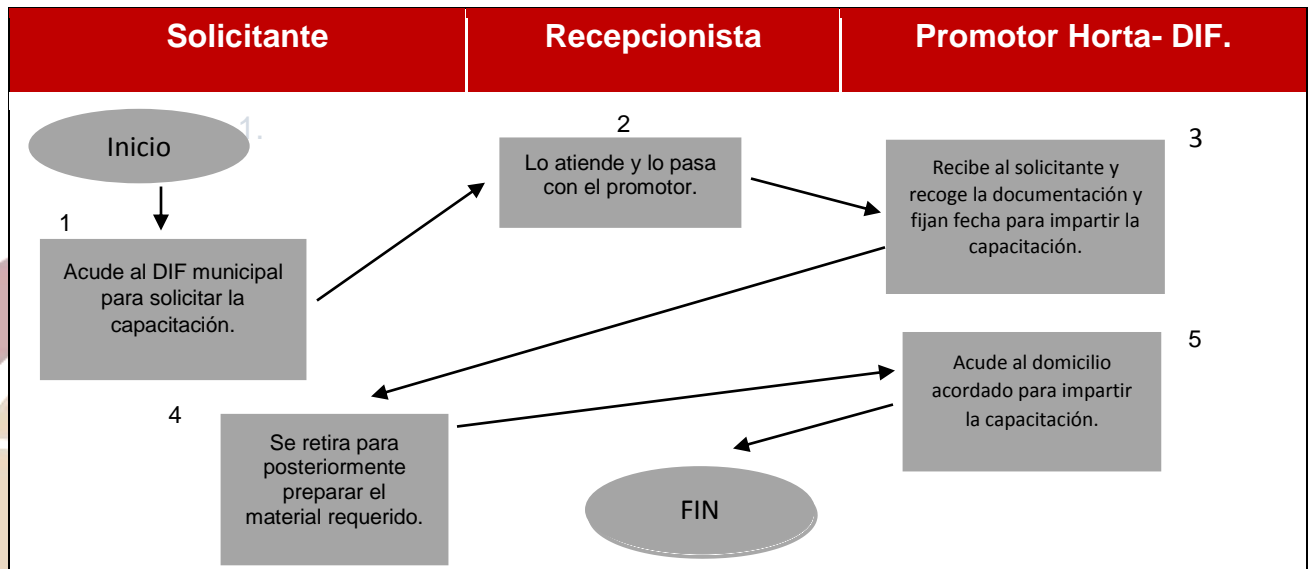 Solicitante
Recepcionista
Promotor Horta- DIF.
Inicio
1.
1
Acude al DIF municipal
para solicitar la
capacitación.
2
Lo atiende y lo pasa
con el promotor.
3
Recibe al solicitante y
recoge la documentación y
fijan fecha para impartir la
capacitación.
4
Se retira para
posteriormente
preparar el
material requerido.
5
Acude al domicilio
acordado para impartir
la capacitación.
FIN